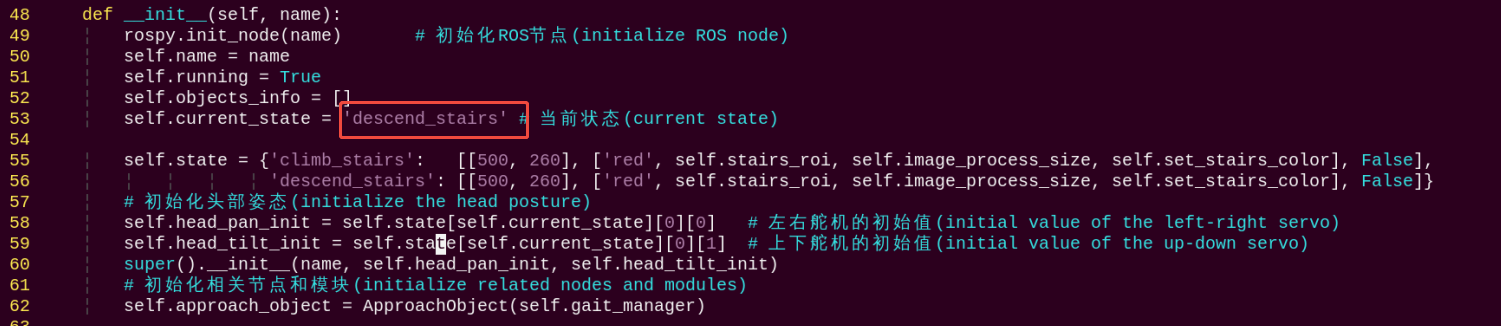 48 def __init__(self, name):
49 rospy.init_node(name) # 初始化ROS节点(initialize ROS node)
50 self.name = name
51 self.running = True
52 self.objects_info = []
53 self.current_state = 'descend_stairs' # 当前状态(current state)
54
55 self.state = {'climb_stairs': [[500, 260], ['red', self.stairs_roi, self.image_process_size, self.set_stairs_color], False],
56 'descend_stairs': [[500, 260], ['red', self.stairs_roi, self.image_process_size, self.set_stairs_color], False]}
57 # 初始化头部姿态(initialize the head posture)
58 self.head_pan_init = self.state[self.current_state][0][0] # 左右舵机的初始值(initial value of the left-right servo)
59 self.head_tilt_init = self.state[self.current_state][0][1] # 上下舵机的初始值(initial value of the up-down servo)
60 super().__init__(name, self.head_pan_init, self.head_tilt_init)
61 # 初始化相关节点和模块(initialize related nodes and modules)
62 self.approach_object = ApproachObject(self.gait_manager)
63